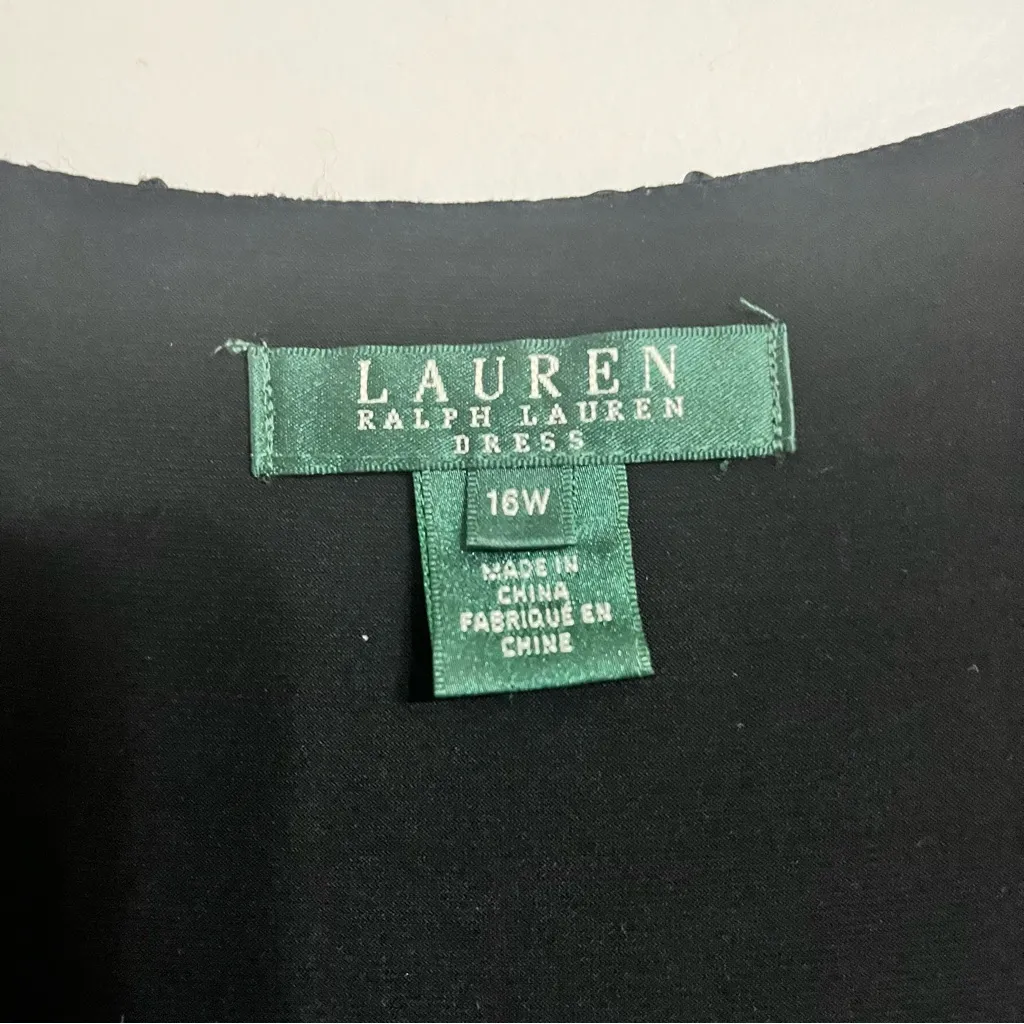 LAUREN
RALPH LAUREN
DRESS
16W
MADE IN
CHINA
FABRIQUÉ EN
CHINE